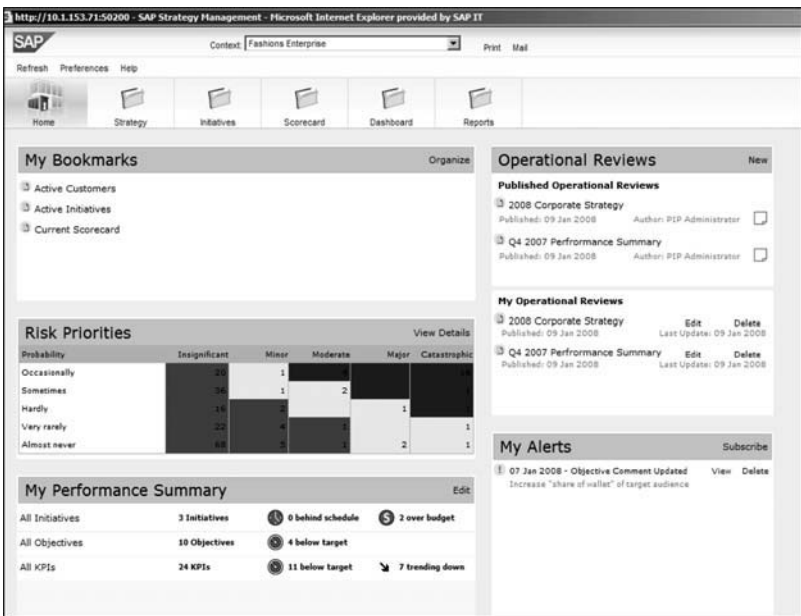 http://10.1.153.71:50200 - SAP Strategy Management - Microsoft Internet Explorer provided by SAP IT
SAP
Context: Fashions Enterprise
Print Mail
Refresh Preferences Help
Home Strategy Initiatives Scorecard Dashboard Reports
My Bookmarks Organize
Active Customers
Active Initiatives
Current Scorecard
Risk Priorities View Details
Probability Insignificant Minor Moderate Major Catastrophic
Occasionally 20 1
Sometimes 36 1 2
Hardly 16 2 1
Very rarely 22 4 1 1
Almost never 68 3 1 2 1
My Performance Summary Edit
All Initiatives 3 Initiatives 0 behind schedule 2 over budget
All Objectives 10 Objectives 4 below target
All KPIs 24 KPIs 11 below target 7 trending down
Operational Reviews New
Published Operational Reviews
2008 Corporate Strategy
Published: 09 Jan 2008 Author: PIP Administrator
Q4 2007 Perfrormance Summary
Published: 09 Jan 2008 Author: PIP Administrator
My Operational Reviews
2008 Corporate Strategy Edit Delete
Published: 09 Jan 2008 Last Update: 09 Jan 2008
Q4 2007 Perfrormance Summary Edit Delete
Published: 09 Jan 2008 Last Update: 09 Jan 2008
My Alerts Subscribe
07 Jan 2008 - Objective Comment Updated View Delete
Increase "share of wallet" of target audience